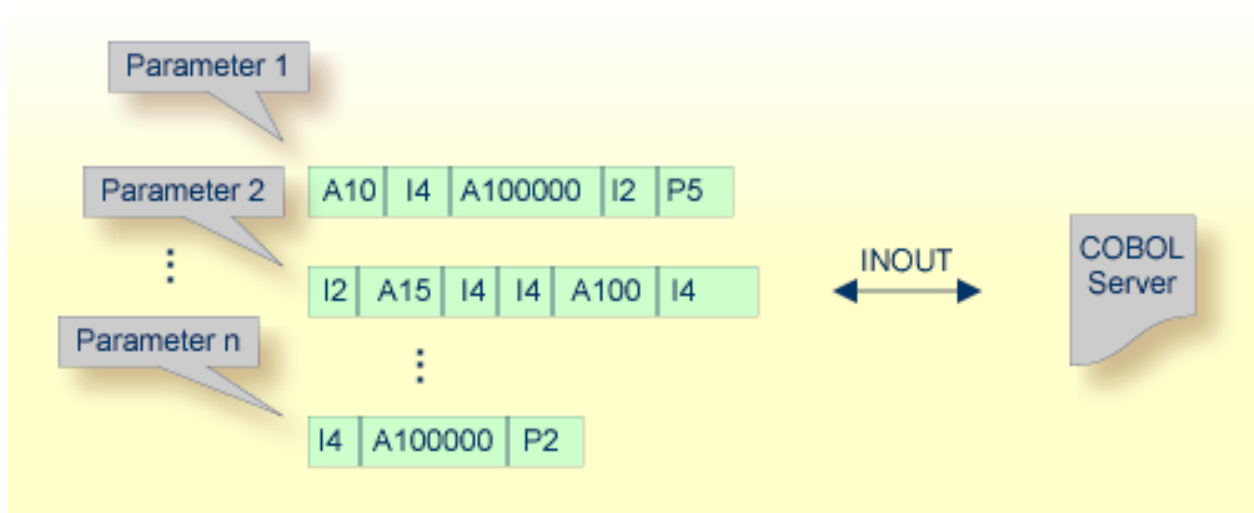 Parameter 1
A10 I4 A100000 I2 P5
Parameter 2
⋮
I2 A15 I4 I4 A100 I4
INOUT
COBOL
Server
Parameter n
⋮
I4 A100000 P2